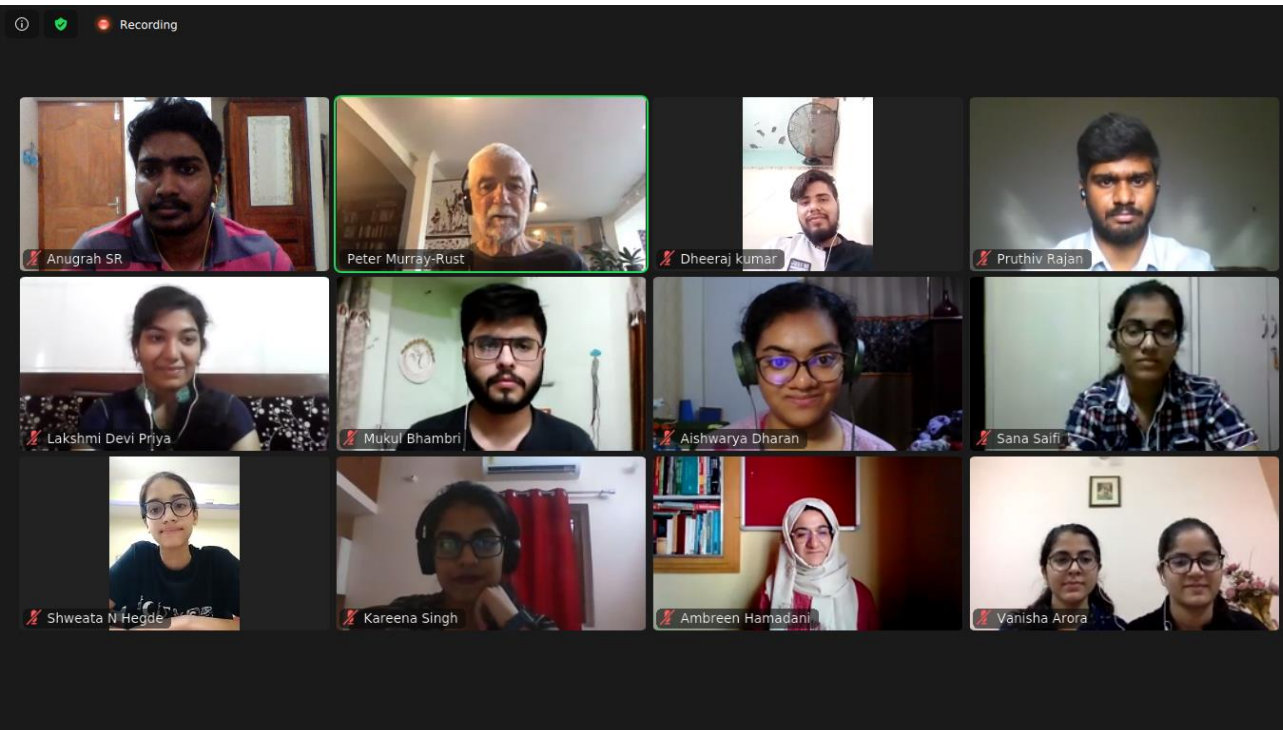 Recording
Anugrah SR
Peter Murray-Rust
Dheeraj kumar
Pruthiv Rajan
Lakshmi Devi Priya
Mukul Bhambri
Aishwarya Dharan
Sana Saifi
Shweata N Hegde
Kareena Singh
Ambreen Hamadani
Vanisha Arora